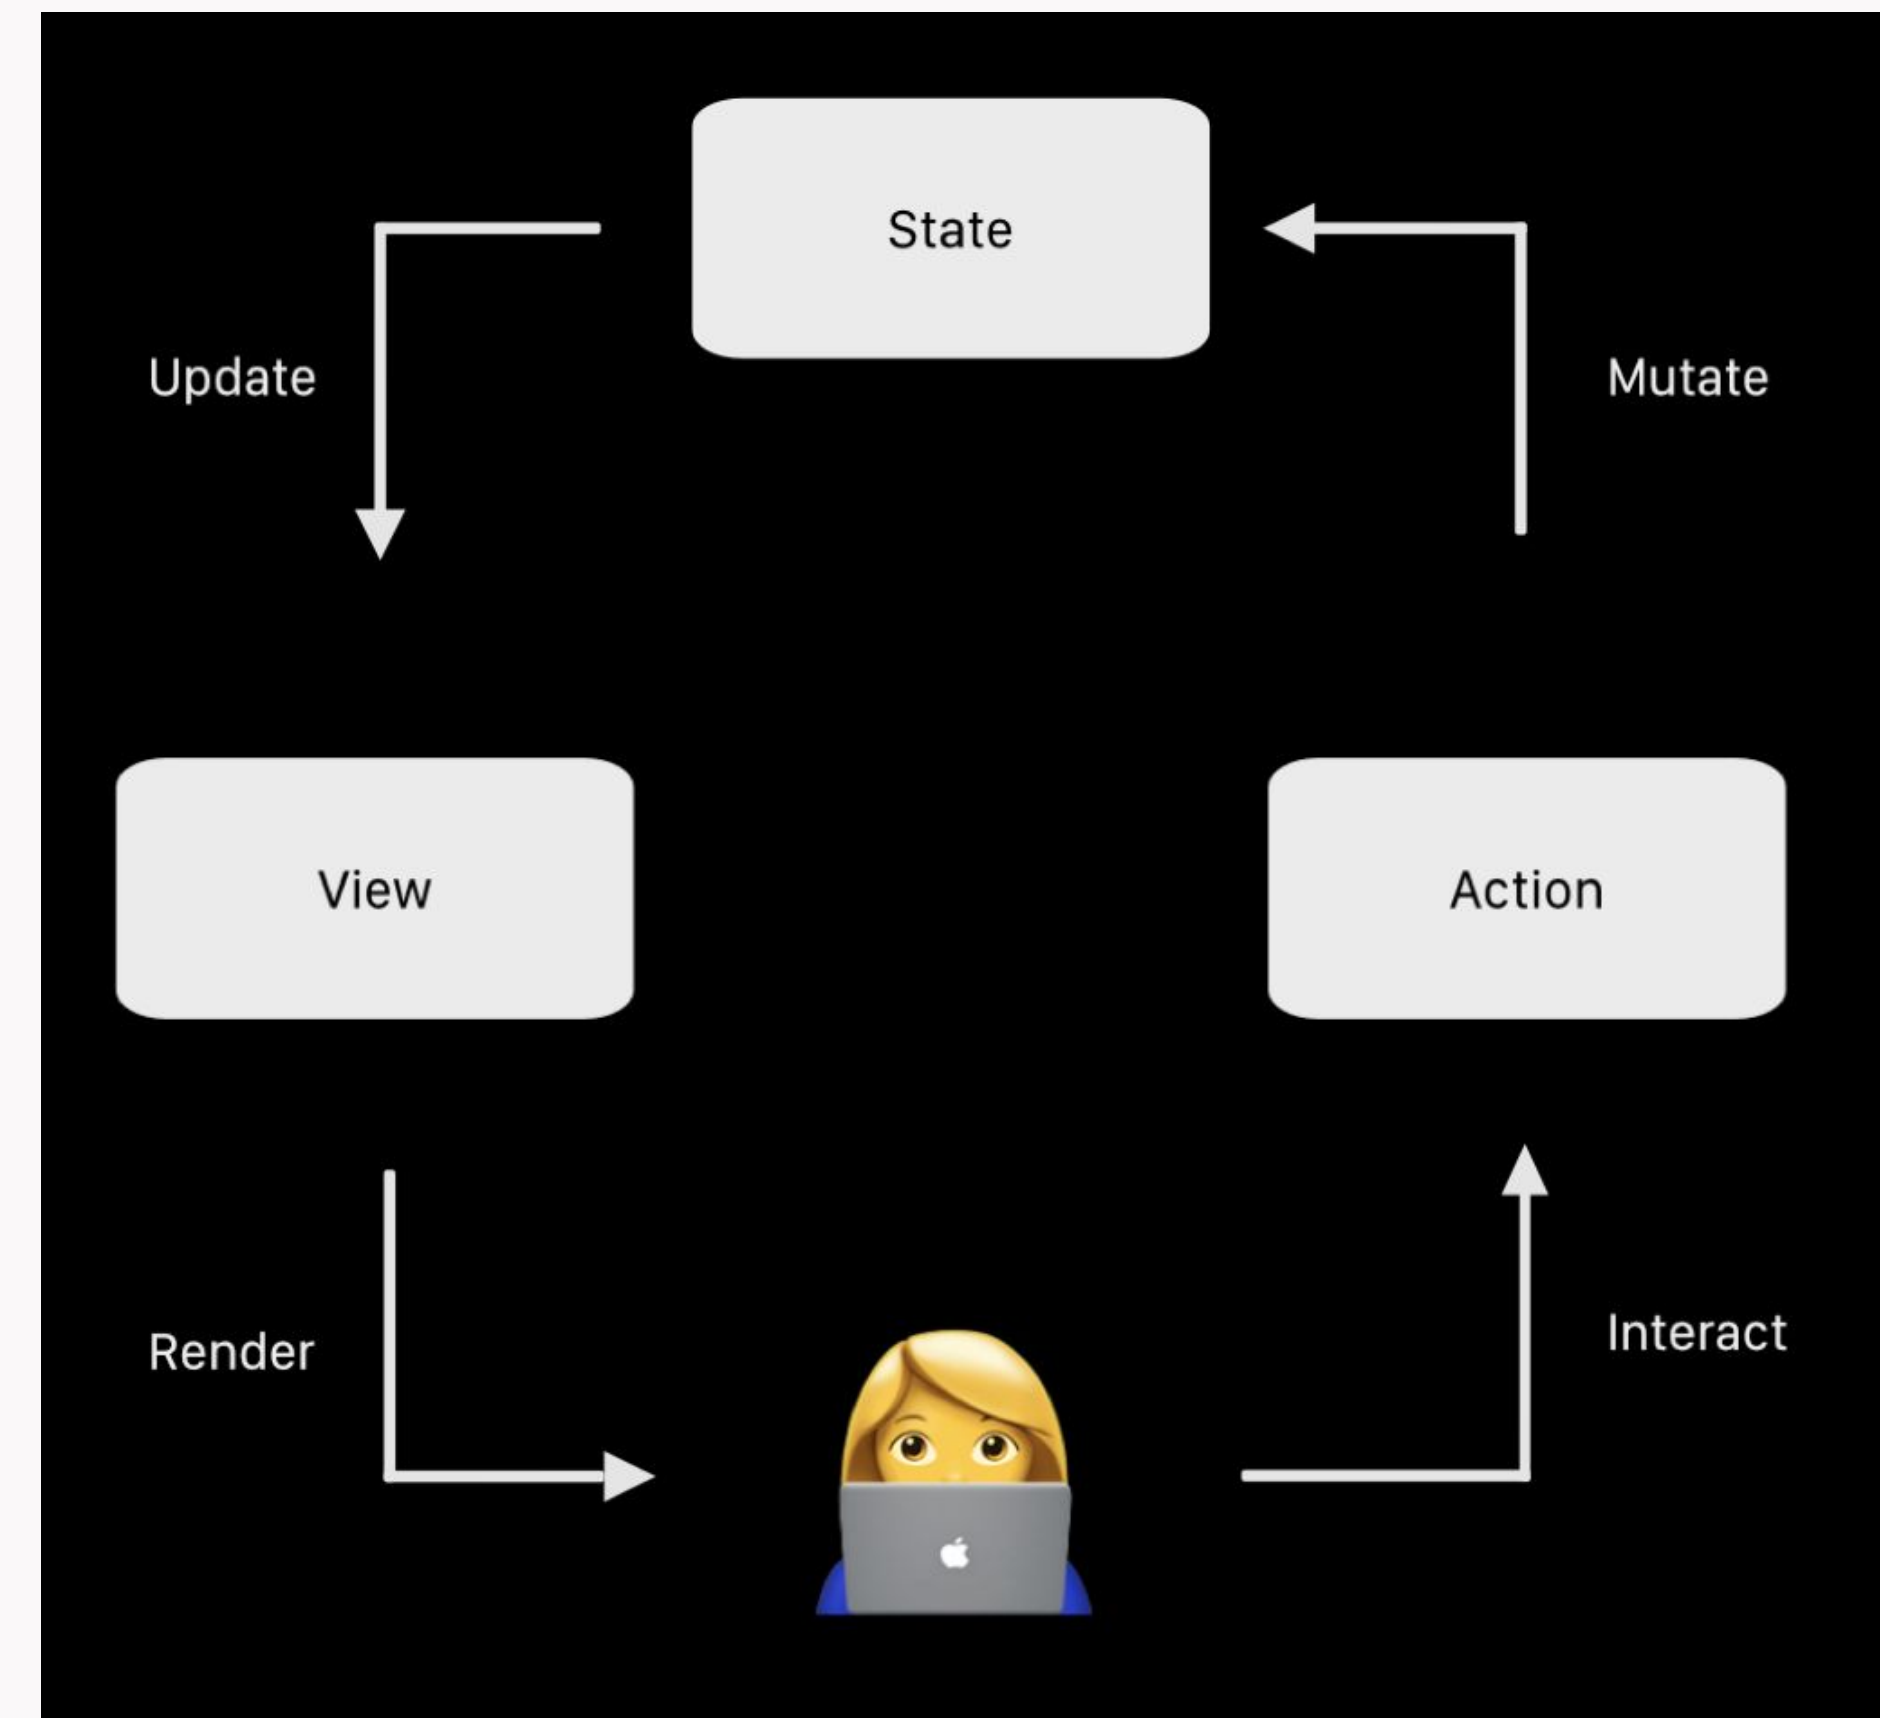 State
Update
Mutate
View
Action
Render
Interact